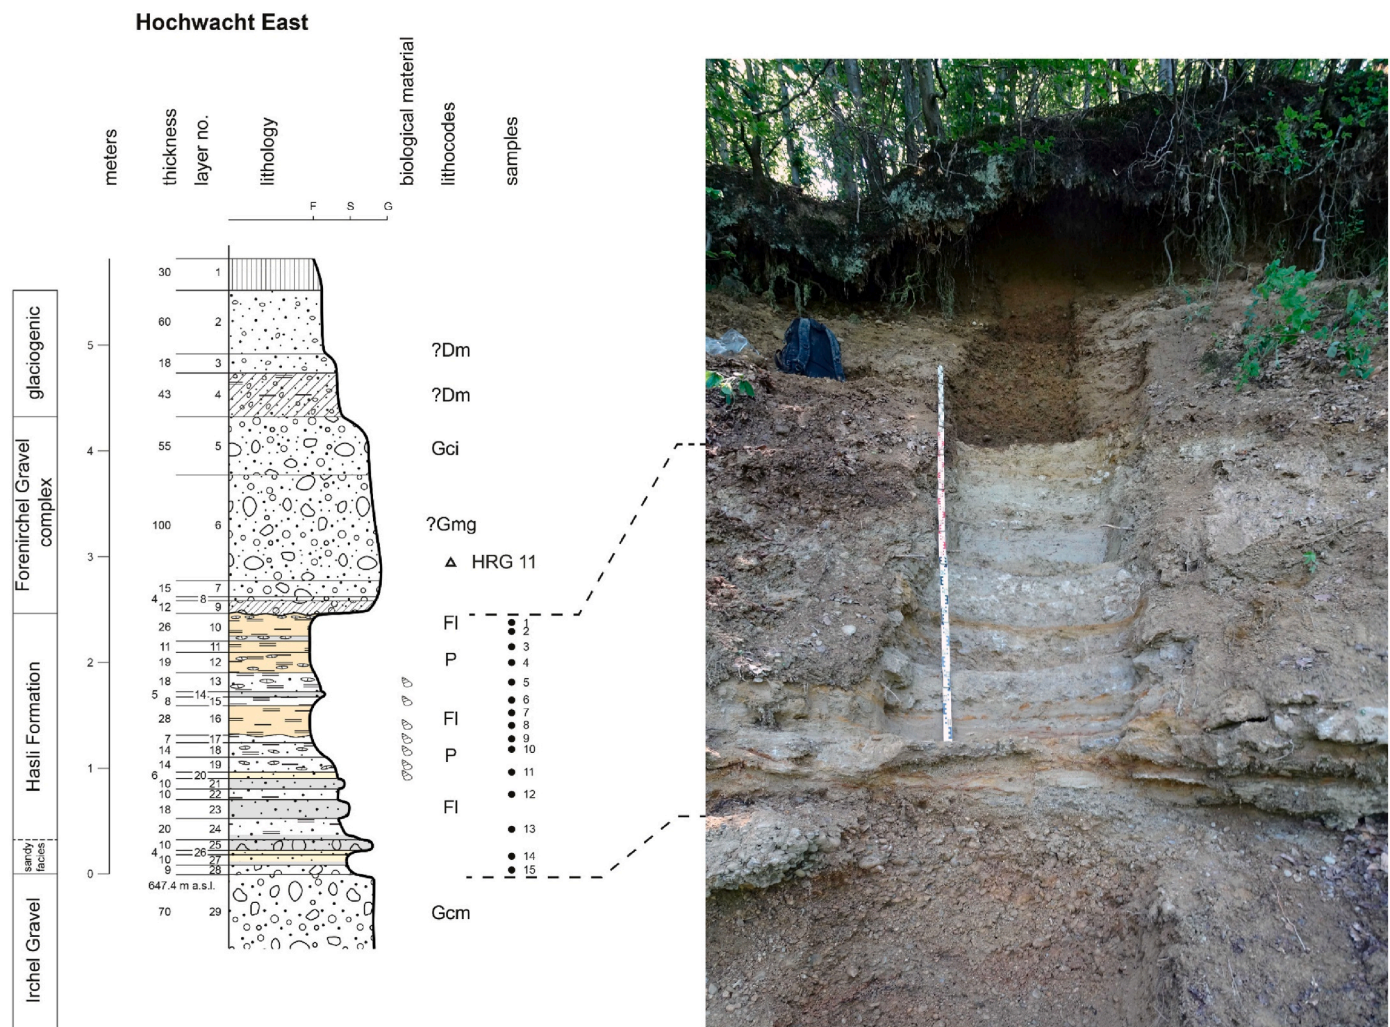 Hochwacht East
meters
thickness
layer no.
lithology
biological material
lithocodes
samples
F S G
glaciogenic
Forenirchel Gravel
complex
Hasli Formation
sandy
facies
Irchel Gravel
5
4
3
2
1
0
30 1
60 2
18 3
43 4
55 5
100 6
15 7
4 8
12 9
26 10
11 11
19 12
18 13
5 14
8 15
28 16
7 17
14 18
14 19
6 20
10 21
10 22
18 23
20 24
10 25
4 26
10 27
9 28
647.4 m a.s.l.
70 29
?Dm
?Dm
Gci
?Gmg
HRG 11
Fl
P
Fl
P
Fl
Gcm
1
2
3
4
5
6
7
8
9
10
11
12
13
14
15